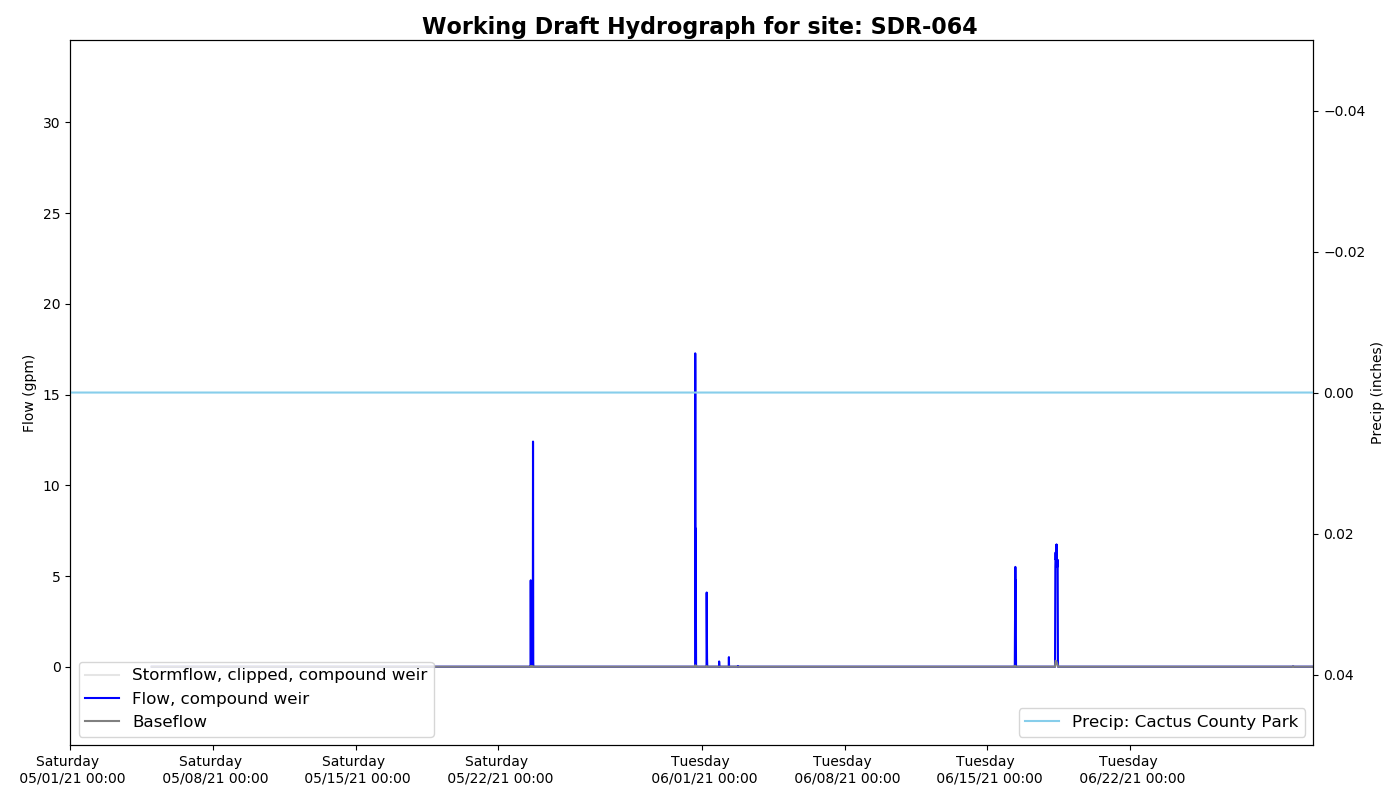 Working Draft Hydrograph for site: SDR-064
30
25
20
15
10
5
0
Flow (gpm)
−0.04
−0.02
0.00
0.02
0.04
Precip (inches)
Stormflow, clipped, compound weir
Flow, compound weir
Baseflow
Precip: Cactus County Park
Saturday
05/01/21 00:00
Saturday
05/08/21 00:00
Saturday
05/15/21 00:00
Saturday
05/22/21 00:00
Tuesday
06/01/21 00:00
Tuesday
06/08/21 00:00
Tuesday
06/15/21 00:00
Tuesday
06/22/21 00:00